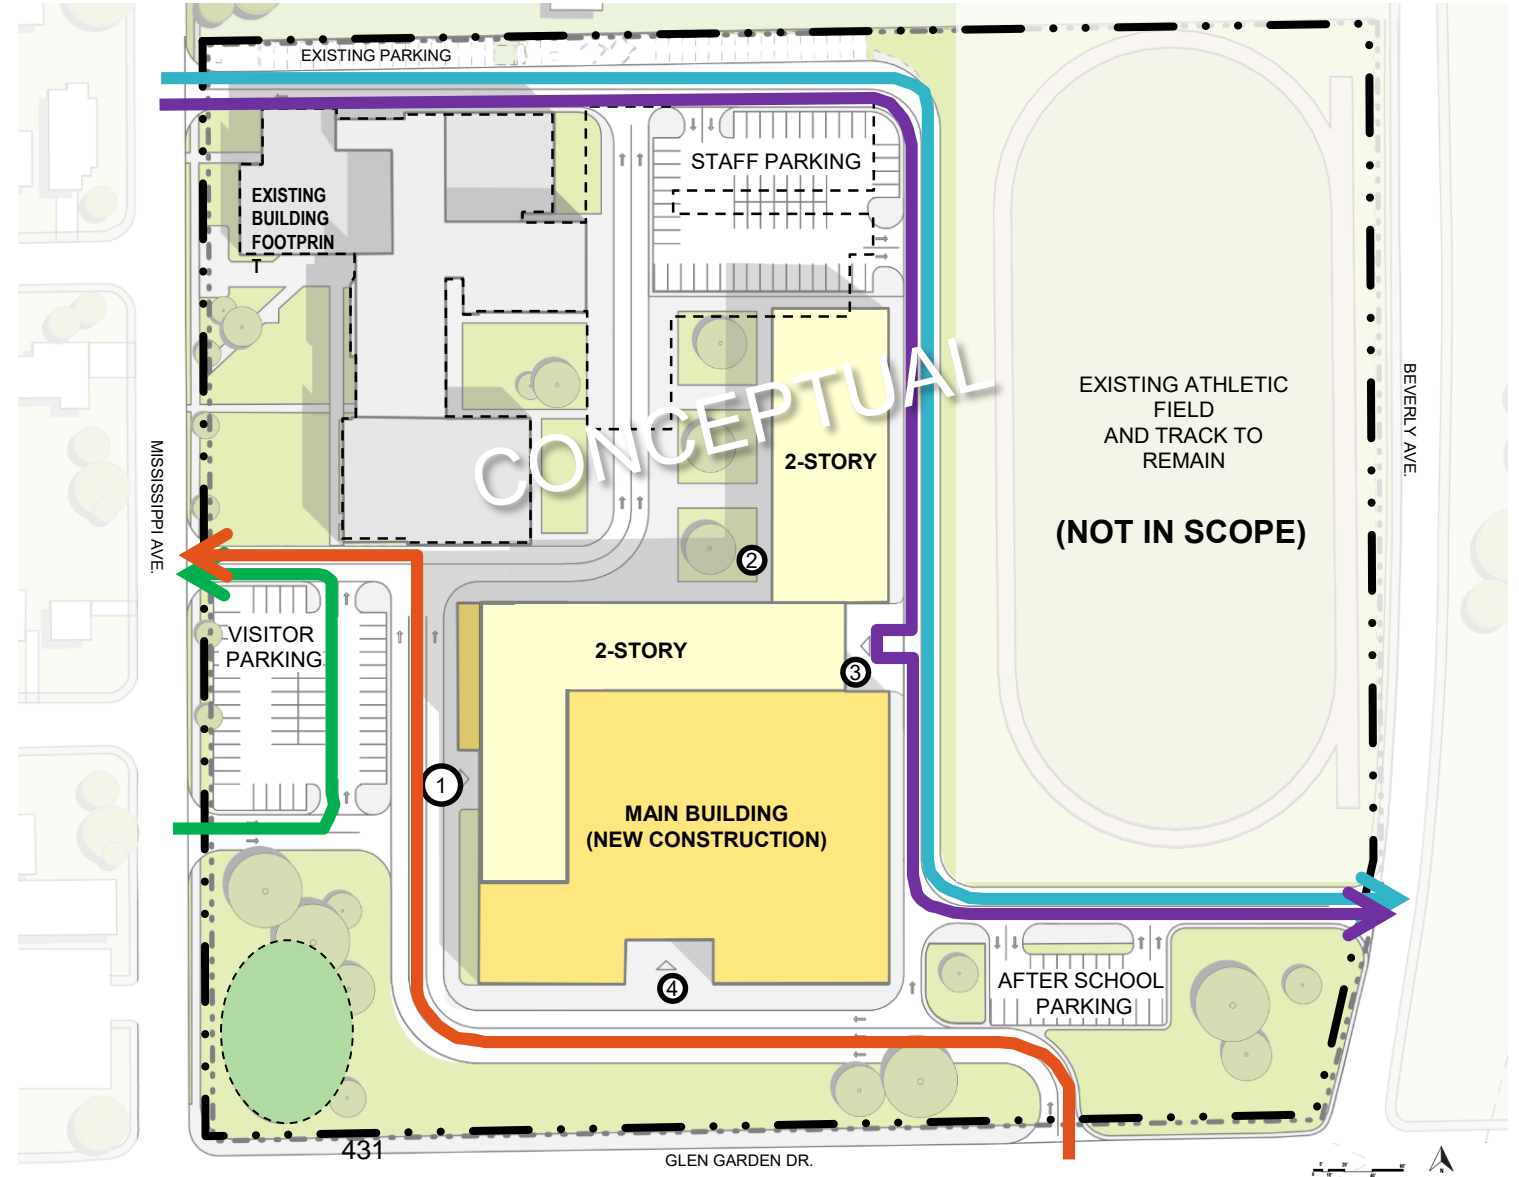 EXISTING PARKING
STAFF PARKING
EXISTING
BUILDING
FOOTPRIN
T
CONCEPTUAL
2-STORY
EXISTING ATHLETIC
FIELD
AND TRACK TO
REMAIN
(NOT IN SCOPE)
BEVERLY AVE.
MISSISSIPPI AVE.
2
VISITOR
PARKING
2-STORY
3
1
MAIN BUILDING
(NEW CONSTRUCTION)
4
AFTER SCHOOL
PARKING
431
GLEN GARDEN DR.
N